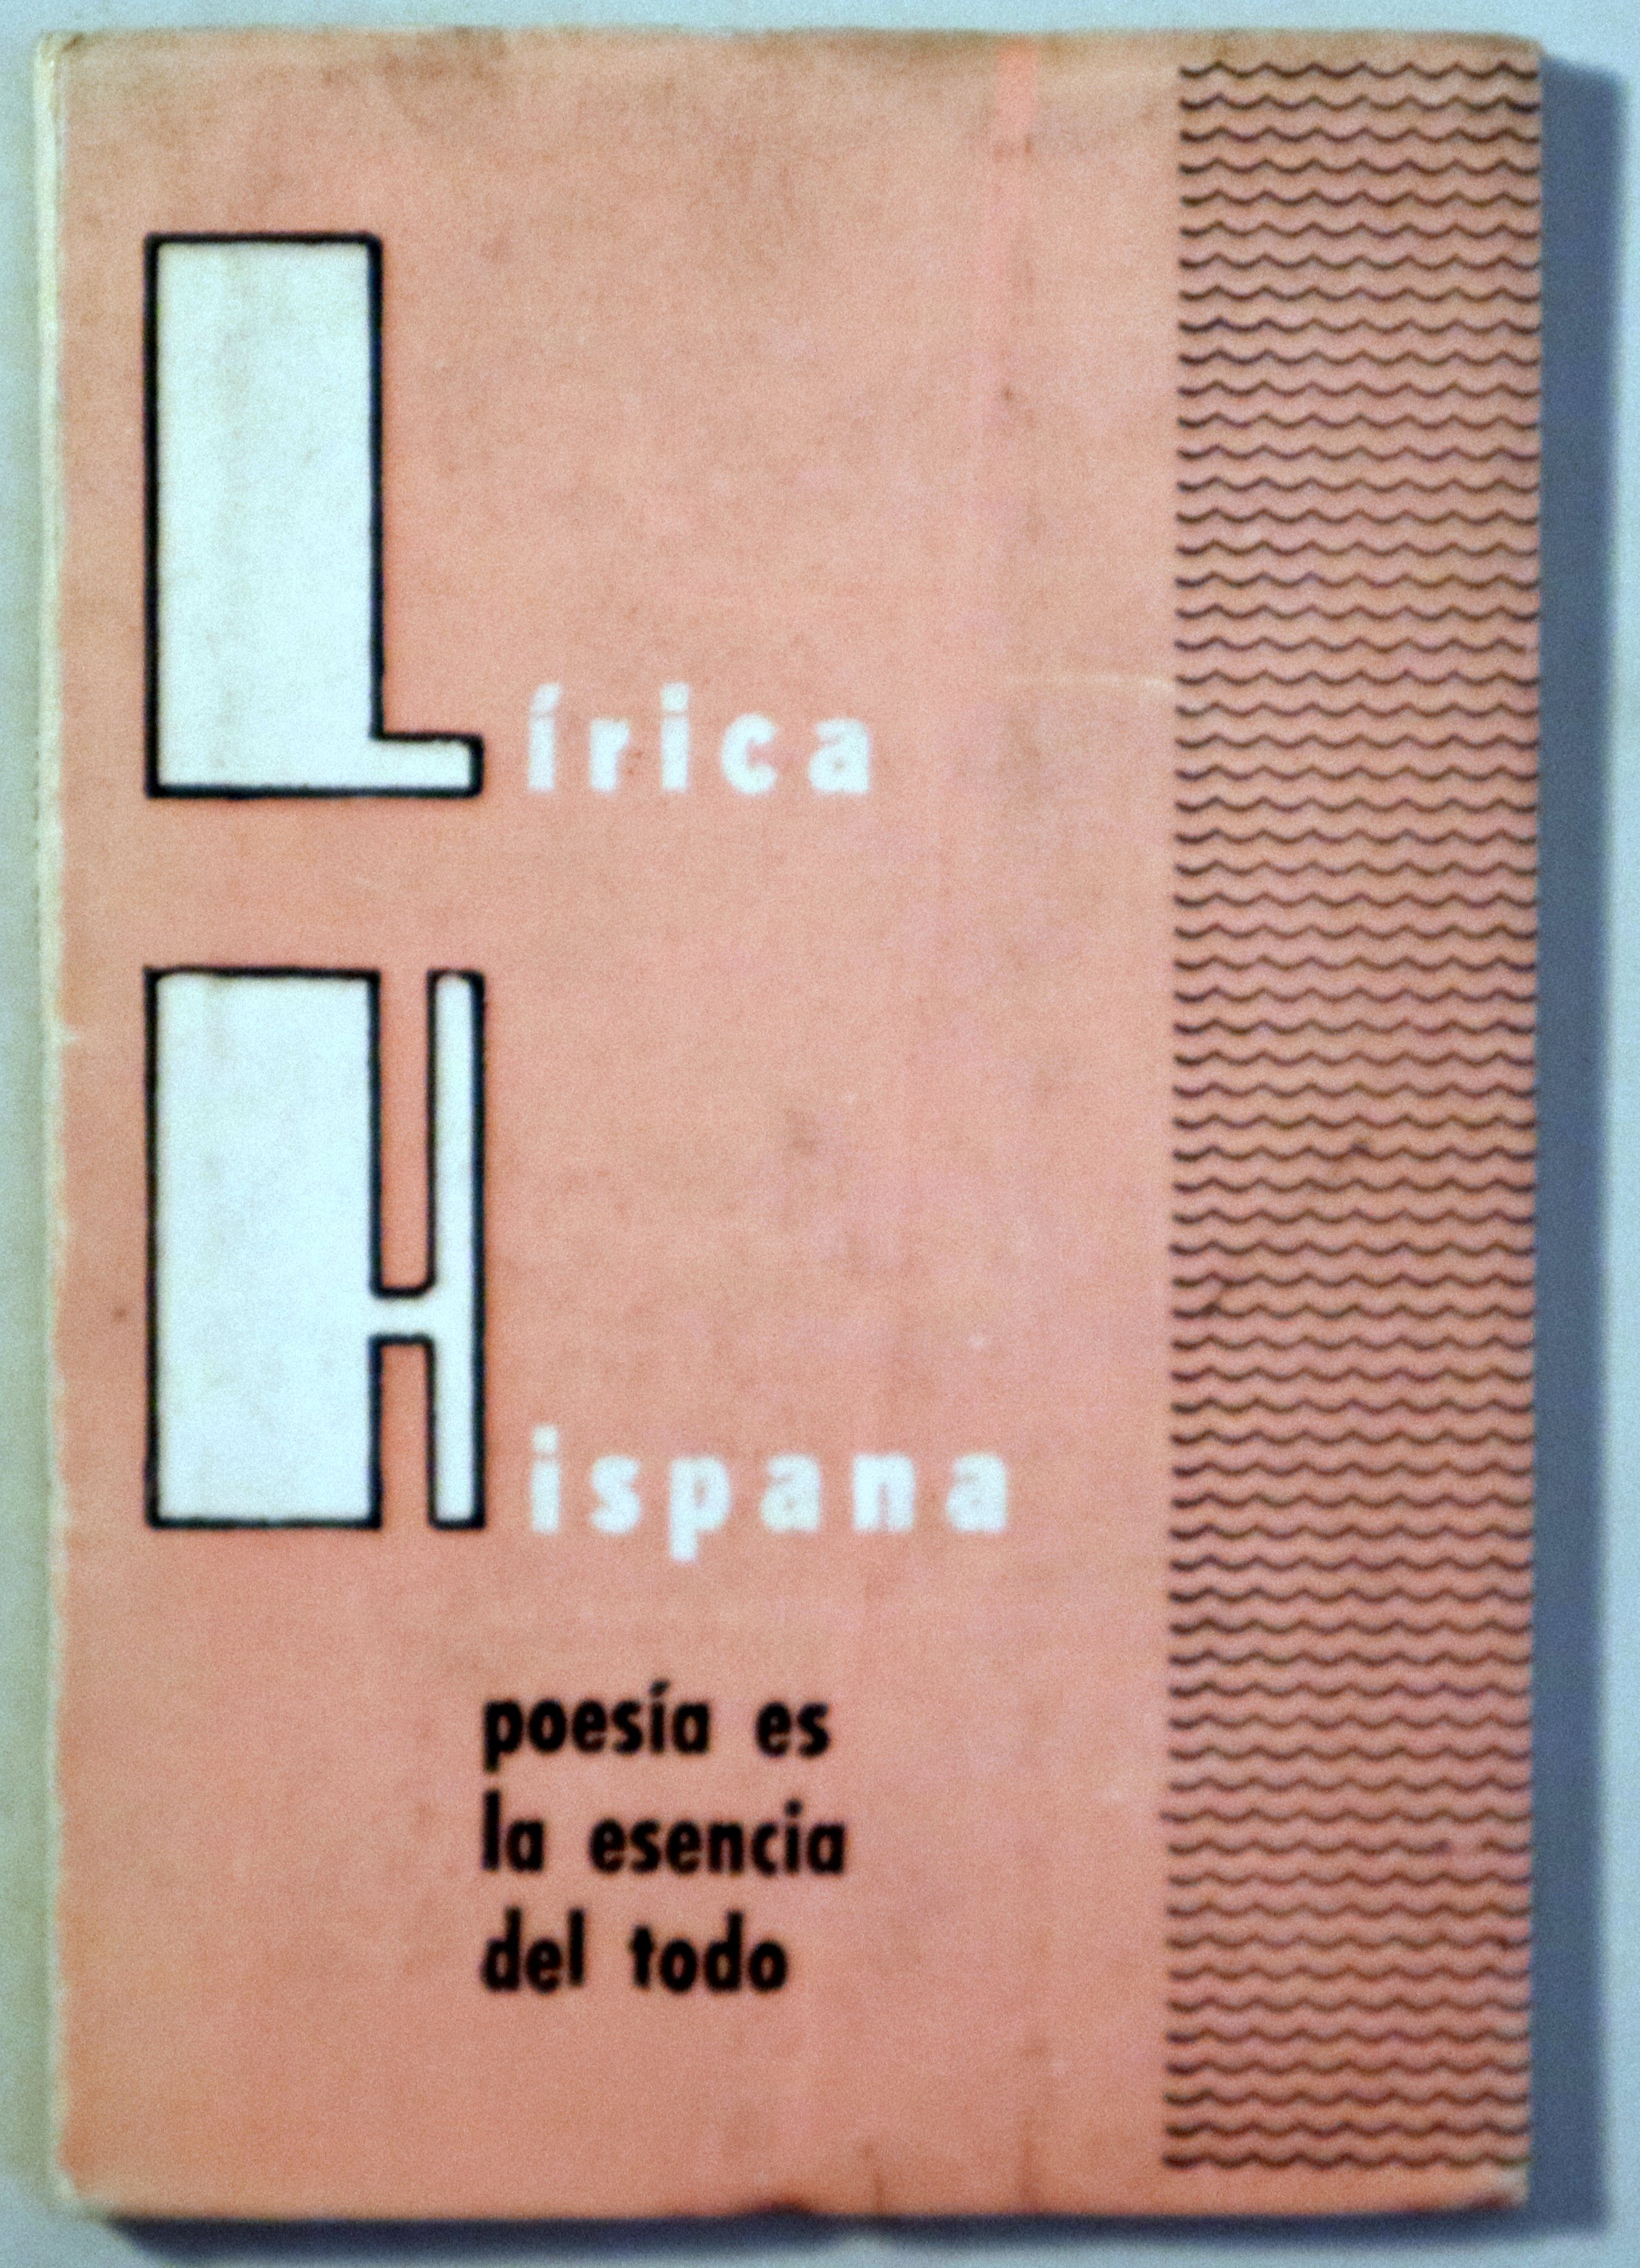 Lírica
Hispana
poesía es
la esencia
del todo